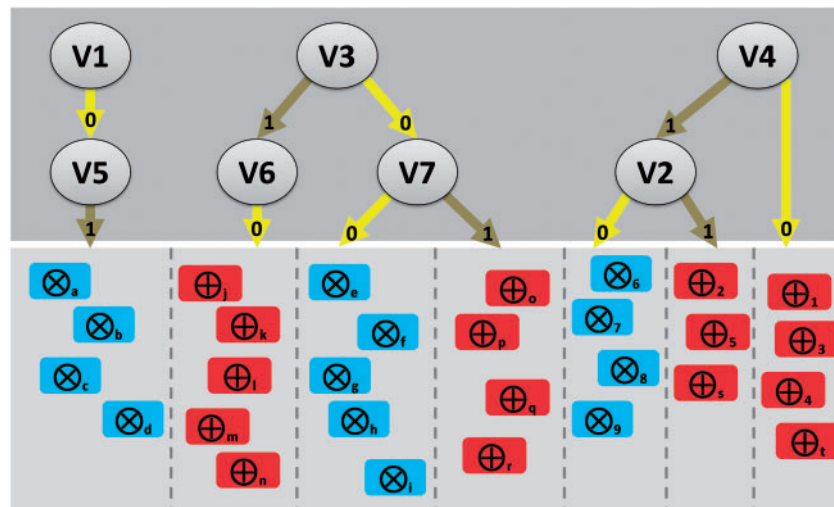 V1 V3 V4
0 1 0 1 0
V5 V6 V7 V2
1 0 0 1 0 1
a j e o 6 2 1
b k f p 7 5 3
c l g q 8 s 4
d m h r 9 t
n i